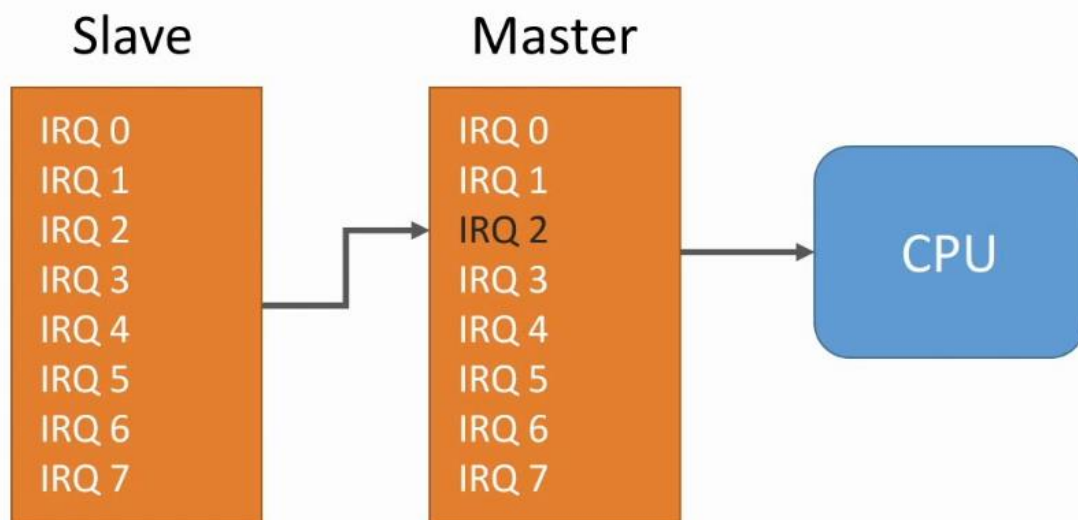 Slave
Master
IRQ 0
IRQ 1
IRQ 2
IRQ 3
IRQ 4
IRQ 5
IRQ 6
IRQ 7
IRQ 0
IRQ 1
IRQ 2
IRQ 3
IRQ 4
IRQ 5
IRQ 6
IRQ 7
CPU